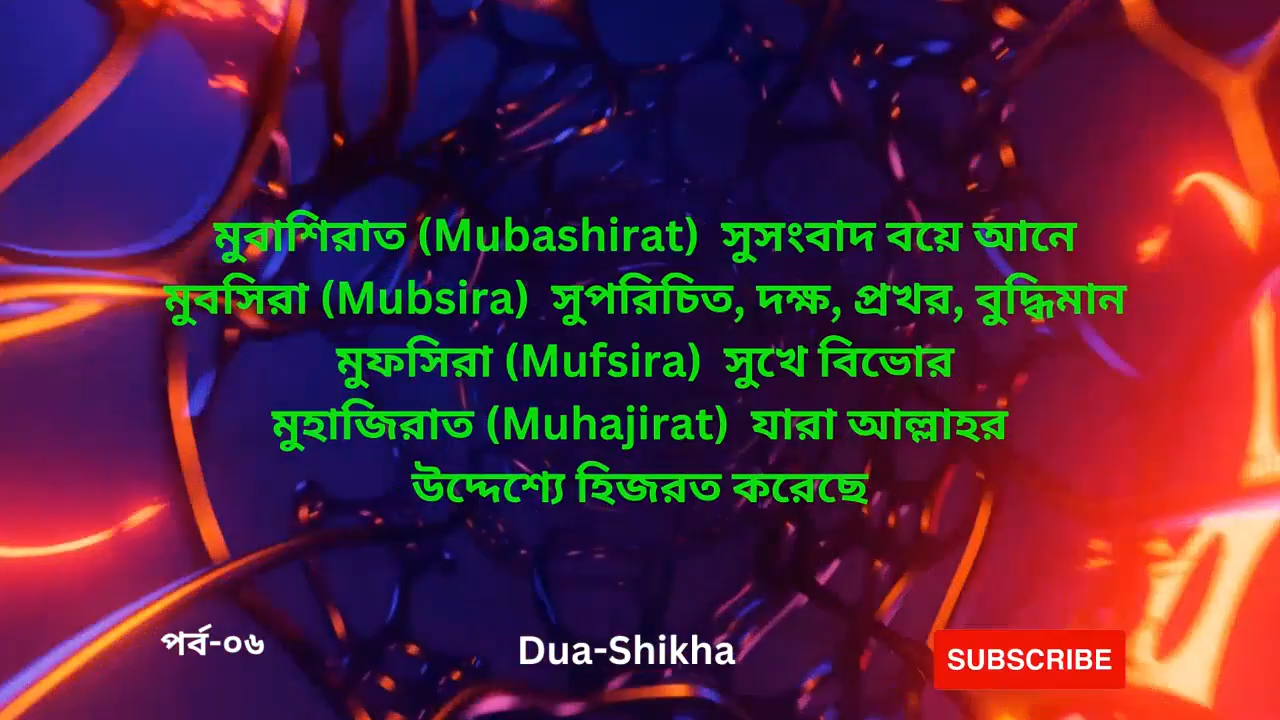 মুবাশিরাত (Mubashirat) সুসংবাদ বয়ে আনে
মুবসিরা (Mubsira) সুপরিচিত, দক্ষ, প্রখর, বুদ্ধিমান
মুফসিরা (Mufsira) সুখে বিভোর
মুহাজিরাত (Muhajirat) যারা আল্লাহর
উদ্দেশ্যে হিজরত করেছে
পর্ব-০৬
Dua-Shikha
SUBSCRIBE